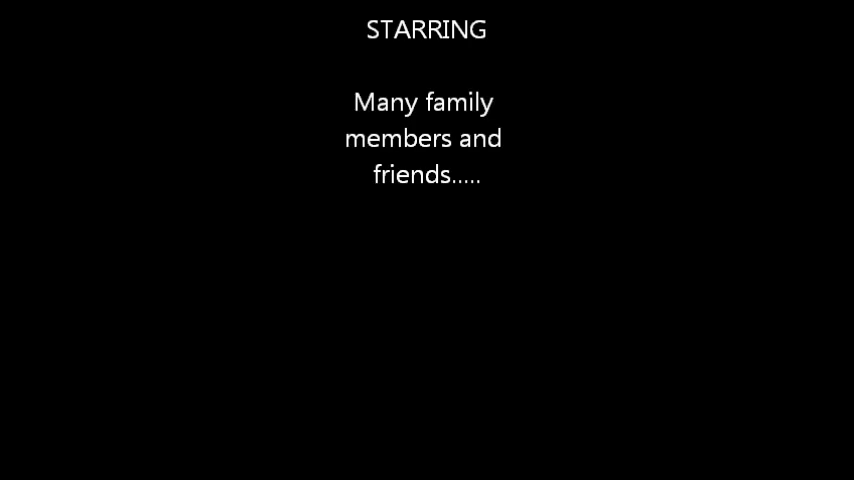 STARRING
Many family
members and
friends.....